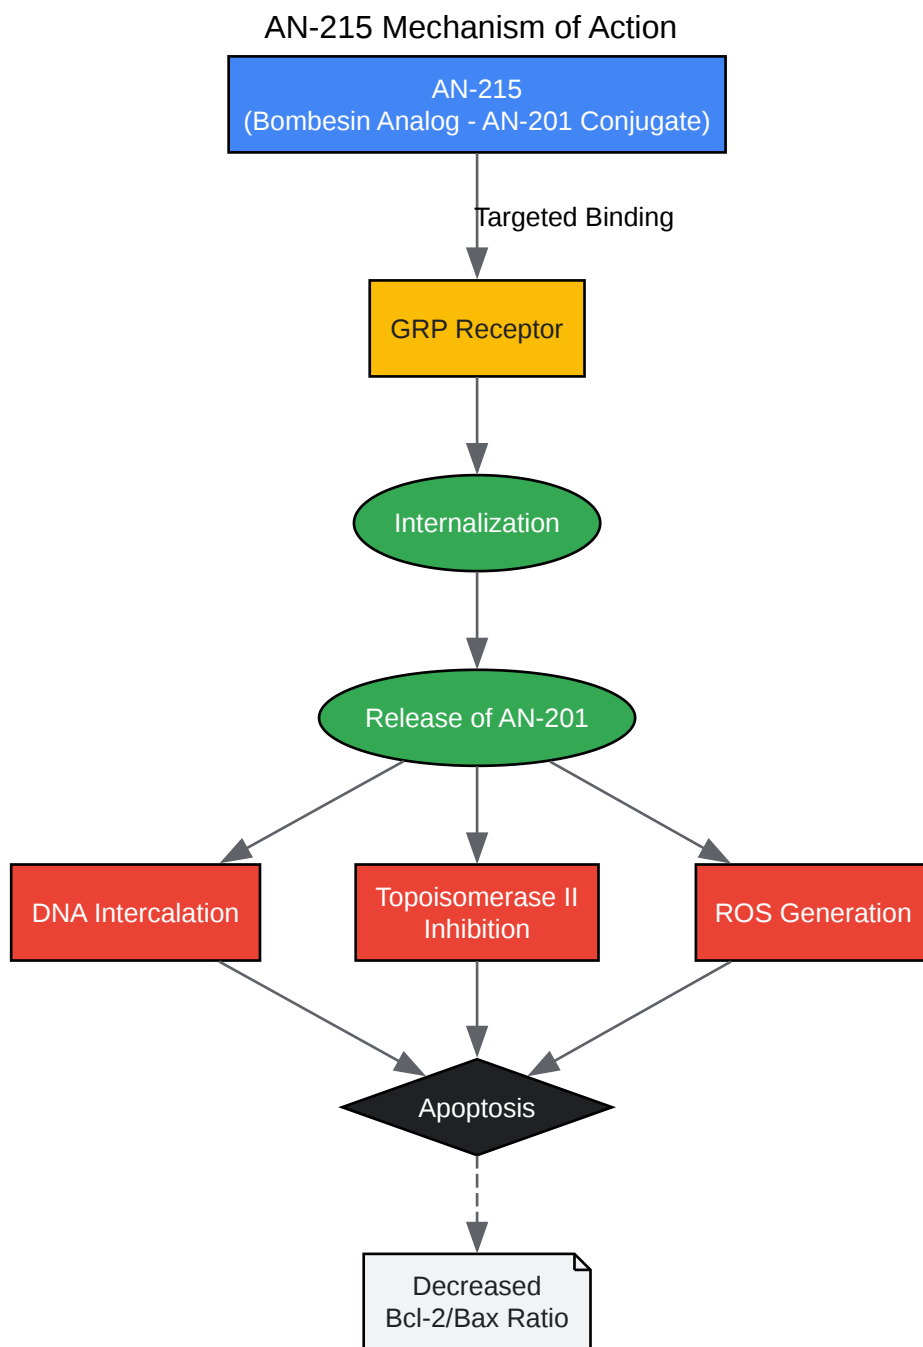 AN-215 Mechanism of Action
AN-215
(Bombesin Analog - AN-201 Conjugate)
Targeted Binding
GRP Receptor
Internalization
Release of AN-201
DNA Intercalation
Topoisomerase II
Inhibition
ROS Generation
Apoptosis
Decreased
Bcl-2/Bax Ratio